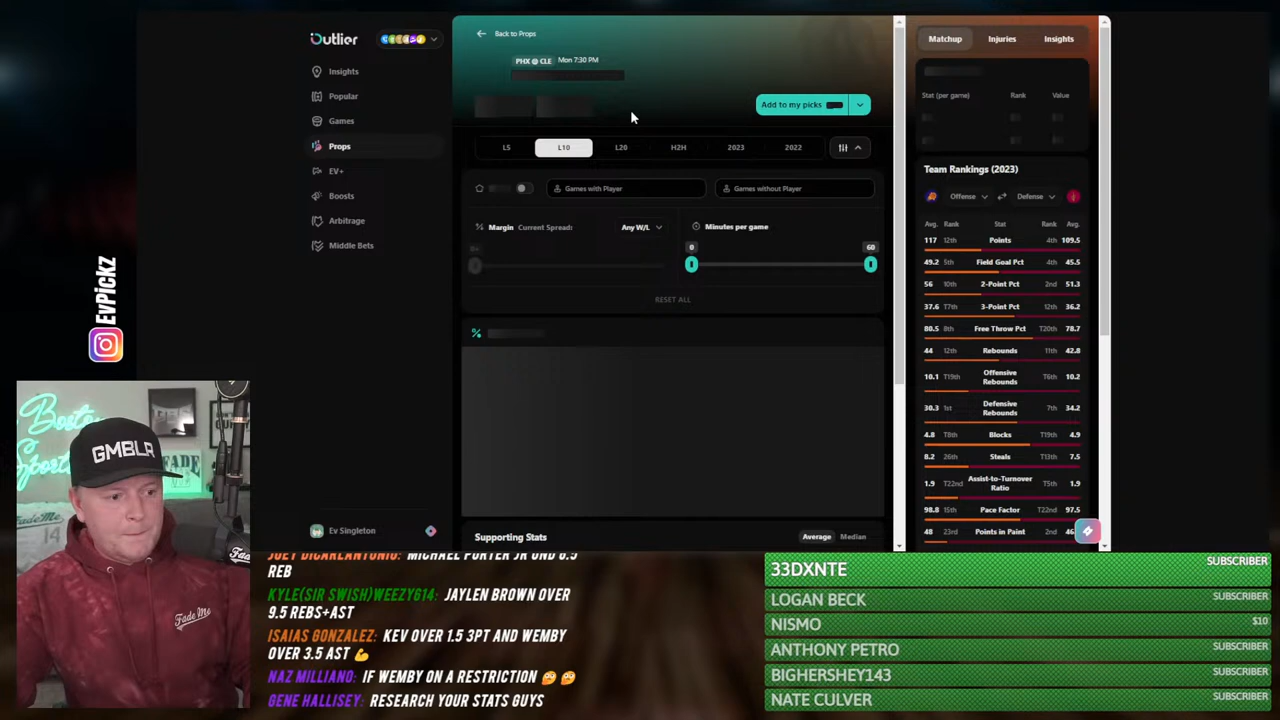 Outlier
Insights
Popular
Games
Props
EV+
Boosts
Arbitrage
Middle Bets
Ev Singleton
Back to Props
PHX @ CLE Mon 7:30 PM
Add to my picks
L5 L10 L20 H2H 2023 2022
Games with Player Games without Player
Margin Current Spread: Any W/L Minutes per game
0 60
RESET ALL
Supporting Stats Average Median
Matchup Injuries Insights
Stat (per game) Rank Value
Team Rankings (2023)
Offense Defense
Avg. Rank Stat Rank Avg.
117 12th Points 4th 109.5
49.2 5th Field Goal Pct 4th 45.5
56 10th 2-Point Pct 2nd 51.3
37.6 T7th 3-Point Pct 12th 36.2
80.5 8th Free Throw Pct T20th 78.7
44 12th Rebounds 11th 42.8
10.1 T19th Offensive Rebounds T6th 10.2
30.3 1st Defensive Rebounds 7th 34.2
4.8 T8th Blocks T19th 4.9
8.2 26th Steals T13th 7.5
1.9 T22nd Assist-to-Turnover Ratio T5th 1.9
98.8 15th Pace Factor T22nd 97.5
48 23rd Points in Paint 2nd
EvPickz
GMBLR
Fade Me
JOEY DICARLANTONIO: MICHAEL PORTER JR UND 6.5
REB
KYLE(SIR SWISH)WEEZY614: JAYLEN BROWN OVER
9.5 REBS+AST
ISAIAS GONZALEZ: KEV OVER 1.5 3PT AND WEMBY
OVER 3.5 AST 💪
NAZ MILLIANO: IF WEMBY ON A RESTRICTION 🤔 🤔
GENE HALLISEY: RESEARCH YOUR STATS GUYS
33DXNTE SUBSCRIBER
LOGAN BECK SUBSCRIBER
NISMO $10
ANTHONY PETRO SUBSCRIBER
BIGHERSHEY143 SUBSCRIBER
NATE CULVER SUBSCRIBER